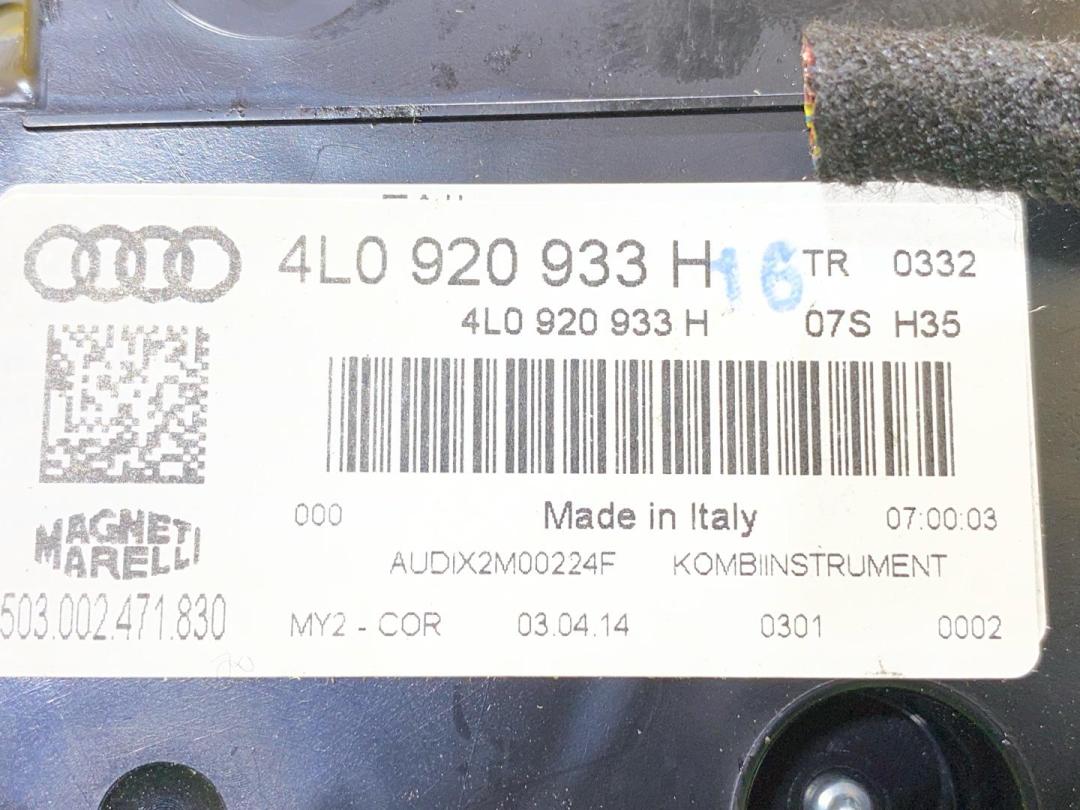 4L0 920 933 H 16 TR 0332
4L0 920 933 H 07S H35
000 Made in Italy 07:00:03
MAGNETI
MARELLI
AUDIX2M00224F KOMBIINSTRUMENT
503.002.471.830 MY2 - COR 03.04.14 0301 0002